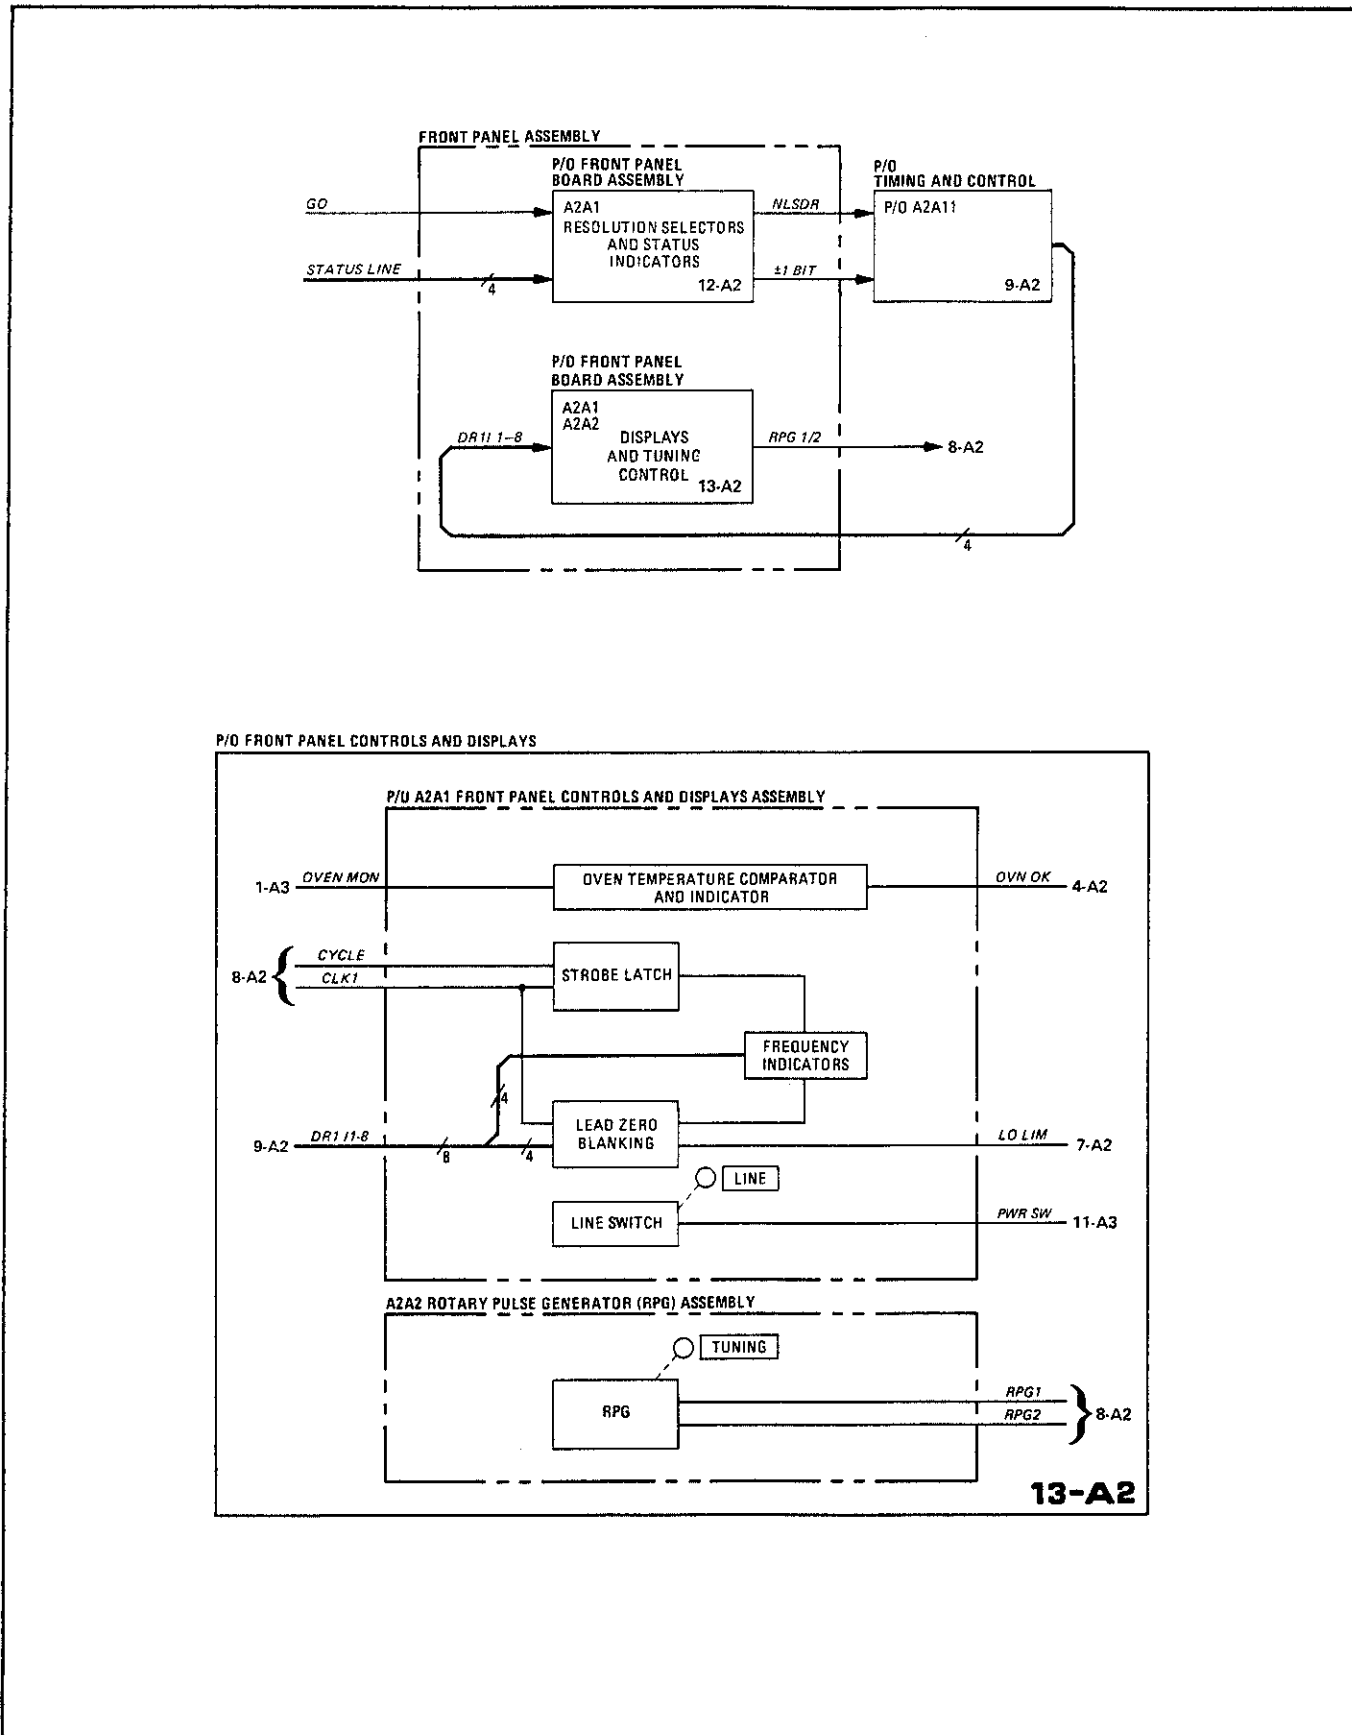 FRONT PANEL ASSEMBLY
P/O FRONT PANEL
BOARD ASSEMBLY
P/O
TIMING AND CONTROL
GO
A2A1
RESOLUTION SELECTORS
AND STATUS
INDICATORS
12-A2
NLSDR
P/O A2A11
STATUS LINE
4
±1 BIT
9-A2
P/O FRONT PANEL
BOARD ASSEMBLY
A2A1
A2A2
DR1I 1-8
DISPLAYS
AND TUNING
CONTROL
13-A2
RPG 1/2
8-A2
4
P/O FRONT PANEL CONTROLS AND DISPLAYS
P/O A2A1 FRONT PANEL CONTROLS AND DISPLAYS ASSEMBLY
1-A3
OVEN MON
OVEN TEMPERATURE COMPARATOR
AND INDICATOR
OVN OK
4-A2
8-A2 {
CYCLE
CLK1
STROBE LATCH
FREQUENCY
INDICATORS
4
9-A2
DR1 I1-8
8
4
LEAD ZERO
BLANKING
LO LIM
7-A2
LINE
LINE SWITCH
PWR SW
11-A3
A2A2 ROTARY PULSE GENERATOR (RPG) ASSEMBLY
TUNING
RPG
RPG1
RPG2
} 8-A2
13-A2